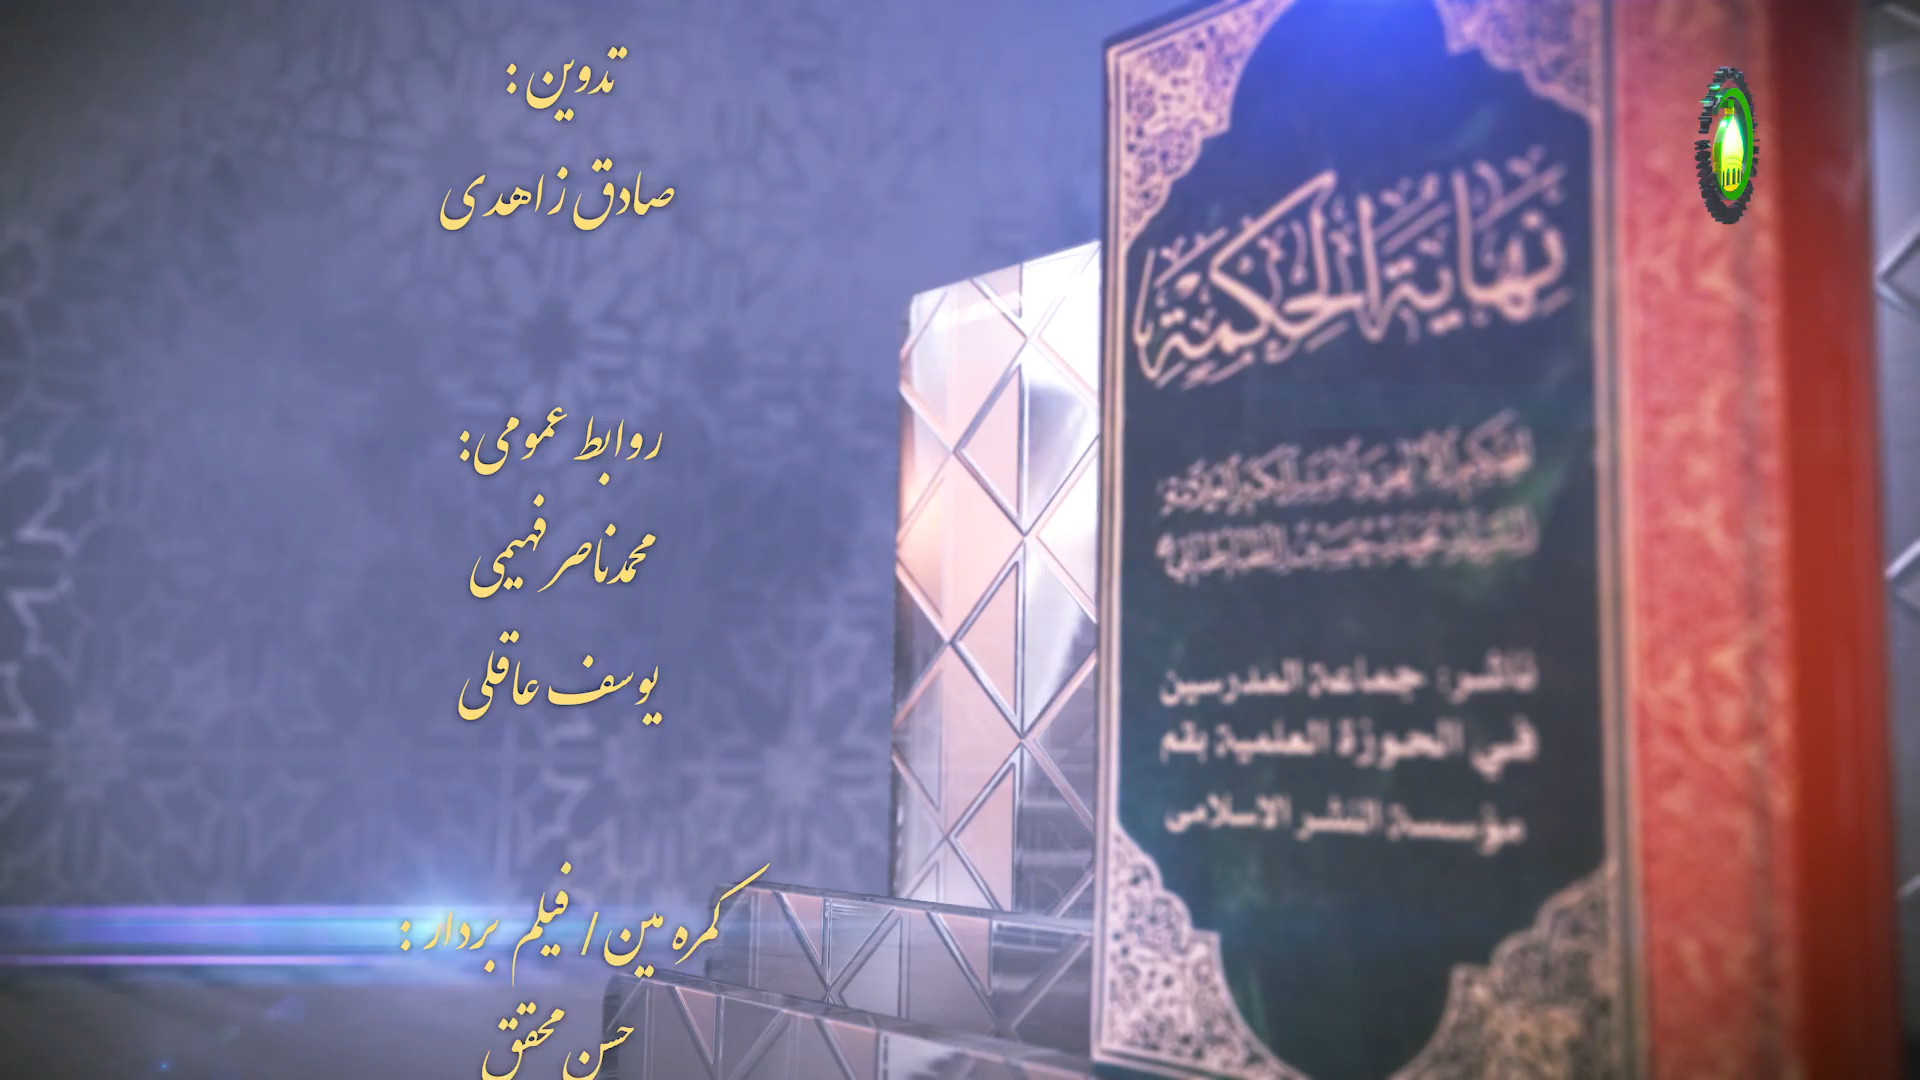 تدوین :
صادق زاهدی
روابط عمومی:
محمدناصر فهیمی
یوسف عاقلی
کمره مین / فیلم بردار :
حسن محقق
نهاية الحكمة
ناشر: جماعة المدرسين
في الحوزة العلمية بقم
مؤسسة النشر الاسلامي